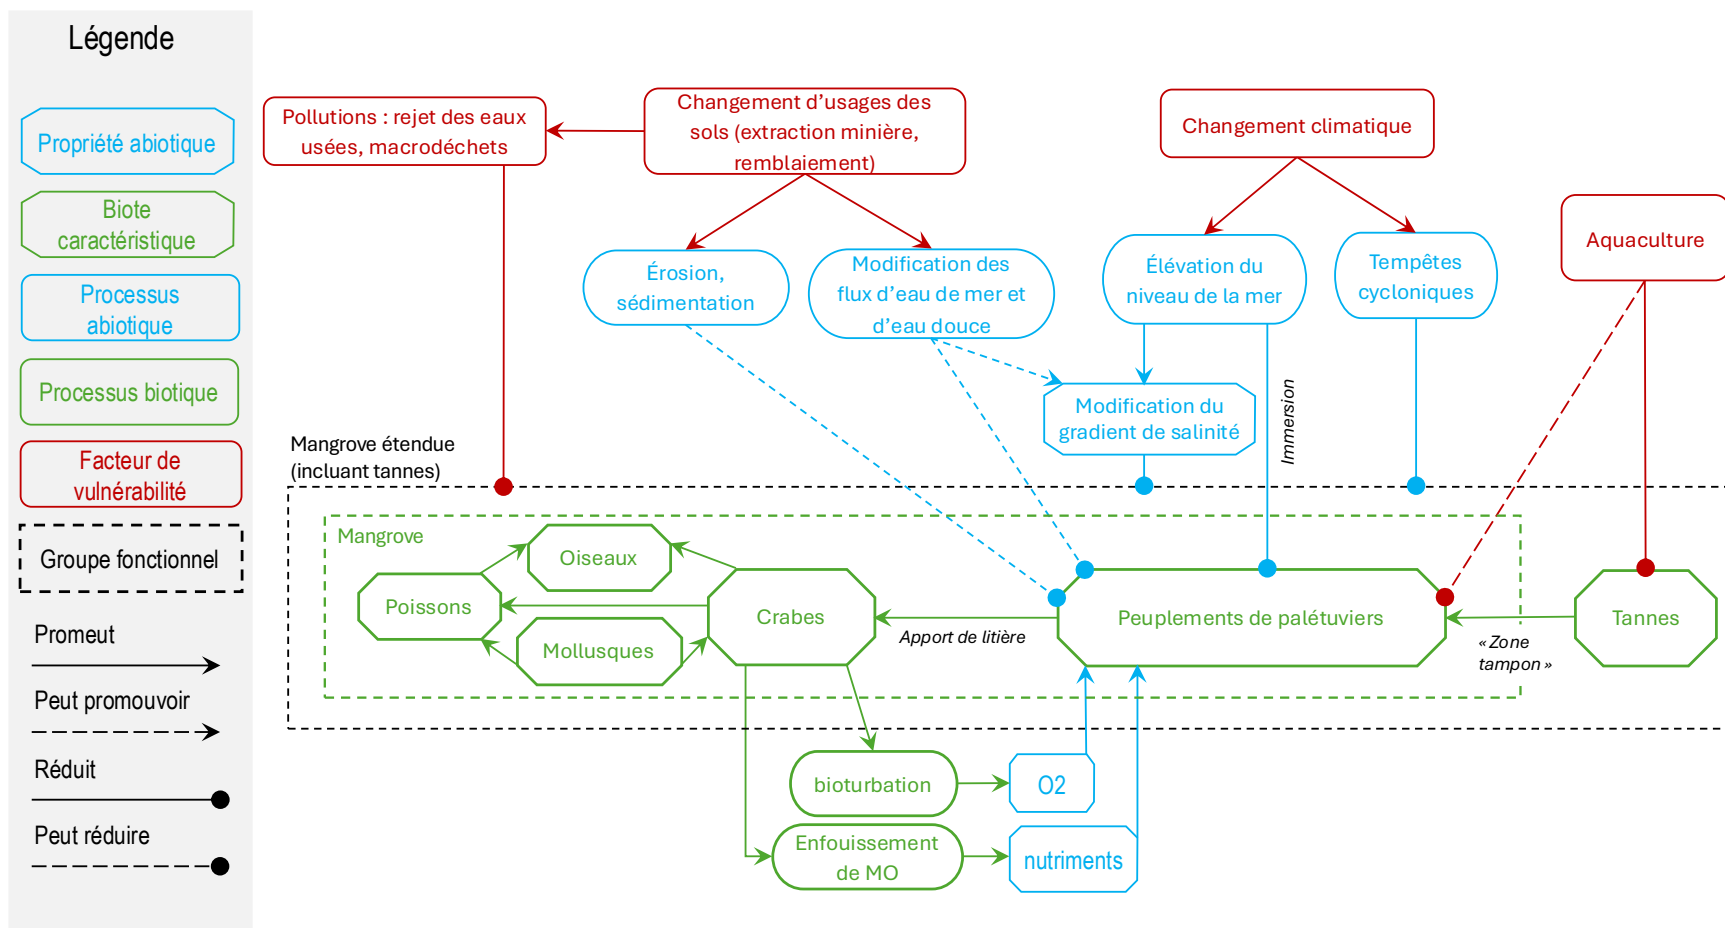 Légende
Propriété abiotique
Biote
caractéristique
Processus
abiotique
Processus biotique
Facteur de
vulnérabilité
Groupe fonctionnel
Promeut
Peut promouvoir
Réduit
Peut réduire
Pollutions : rejet des eaux
usées, macrodéchets
Changement d’usages des
sols (extraction minière,
remblaiement)
Changement climatique
Aquaculture
Érosion,
sédimentation
Modification des
flux d’eau de mer et
d’eau douce
Élévation du
niveau de la mer
Tempêtes
cycloniques
Modification du
gradient de salinité
Immersion
Mangrove étendue
(incluant tannes)
Mangrove
Oiseaux
Poissons
Mollusques
Crabes
Apport de litière
Peuplements de palétuviers
« Zone
tampon »
Tannes
bioturbation
O2
Enfouissement
de MO
nutriments